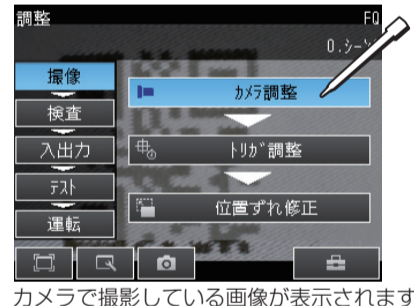 調整 FQ
0.シーン
撮像
カメラ調整
検査
入出力
トリガ調整
テスト
位置ずれ修正
運転
カメラで撮影している画像が表示されます